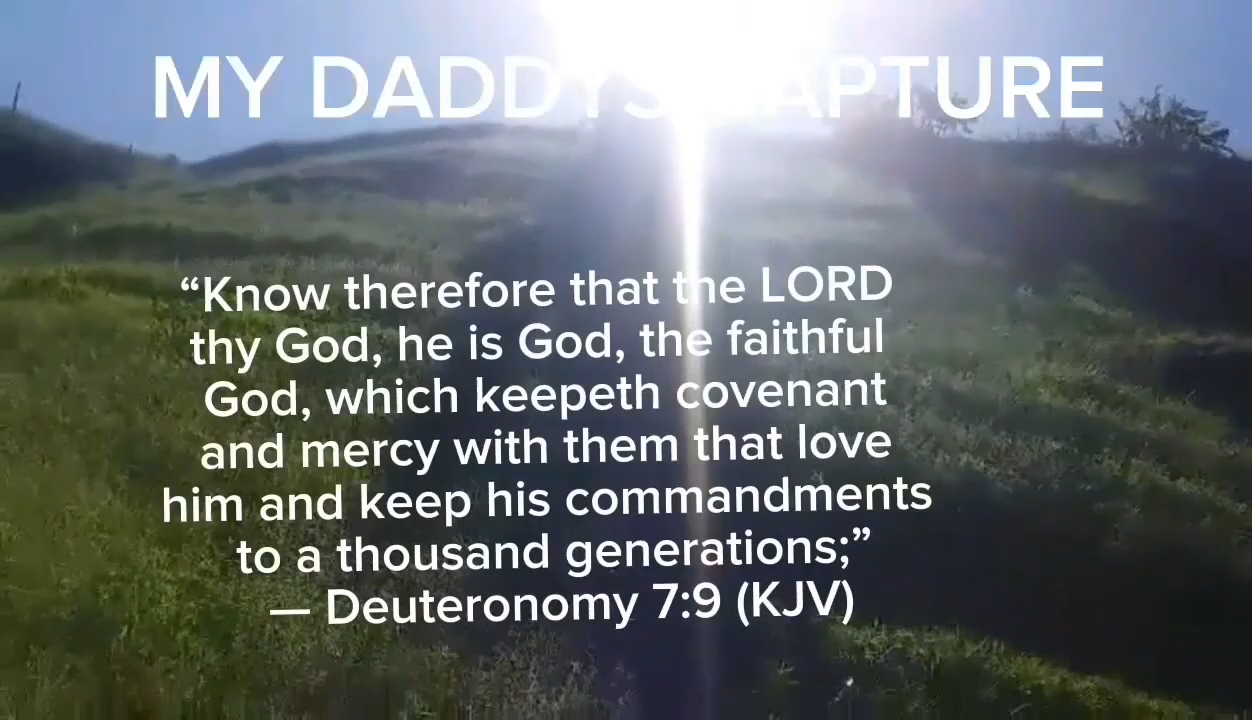 MY DADDYS
“Know therefore that the LORD
thy God, he is God, the faithful
God, which keepeth covenant
and mercy with them that love
him and keep his commandments
to a thousand generations;”
— Deuteronomy 7:9 (KJV)